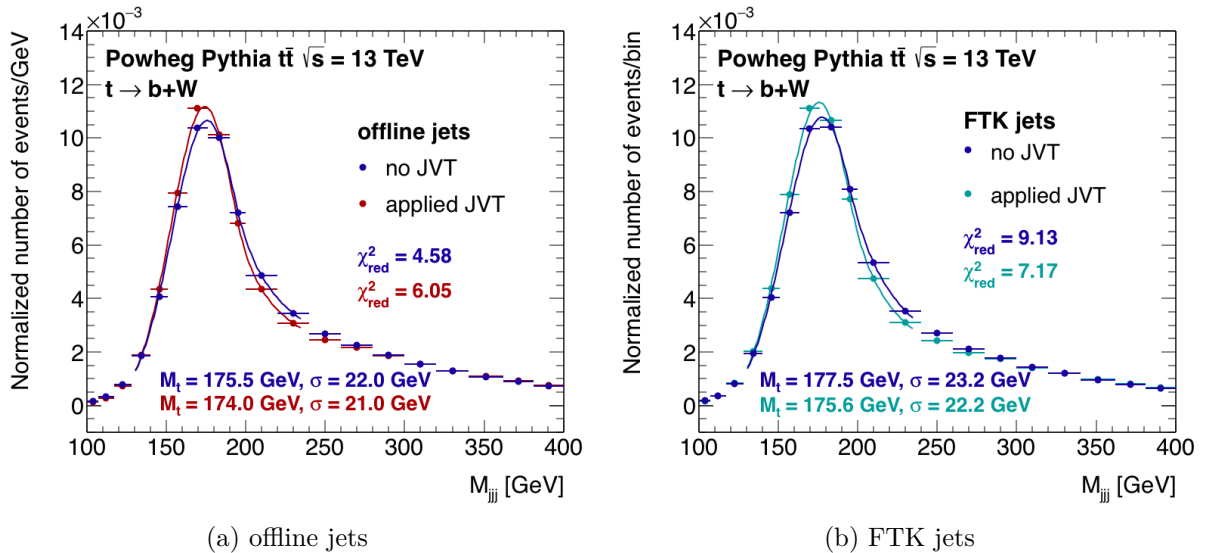 ×10⁻³
Normalized number of events/GeV
14
12
10
8
6
4
2
0
Powheg Pythia tt̄ √s = 13 TeV
t → b+W
offline jets
no JVT
applied JVT
χ²red = 4.58
χ²red = 6.05
Mt = 175.5 GeV, σ = 22.0 GeV
Mt = 174.0 GeV, σ = 21.0 GeV
100 150 200 250 300 350 400
Mjjj [GeV]
(a) offline jets
×10⁻³
Normalized number of events/bin
14
12
10
8
6
4
2
0
Powheg Pythia tt̄ √s = 13 TeV
t → b+W
FTK jets
no JVT
applied JVT
χ²red = 9.13
χ²red = 7.17
Mt = 177.5 GeV, σ = 23.2 GeV
Mt = 175.6 GeV, σ = 22.2 GeV
100 150 200 250 300 350 400
Mjjj [GeV]
(b) FTK jets